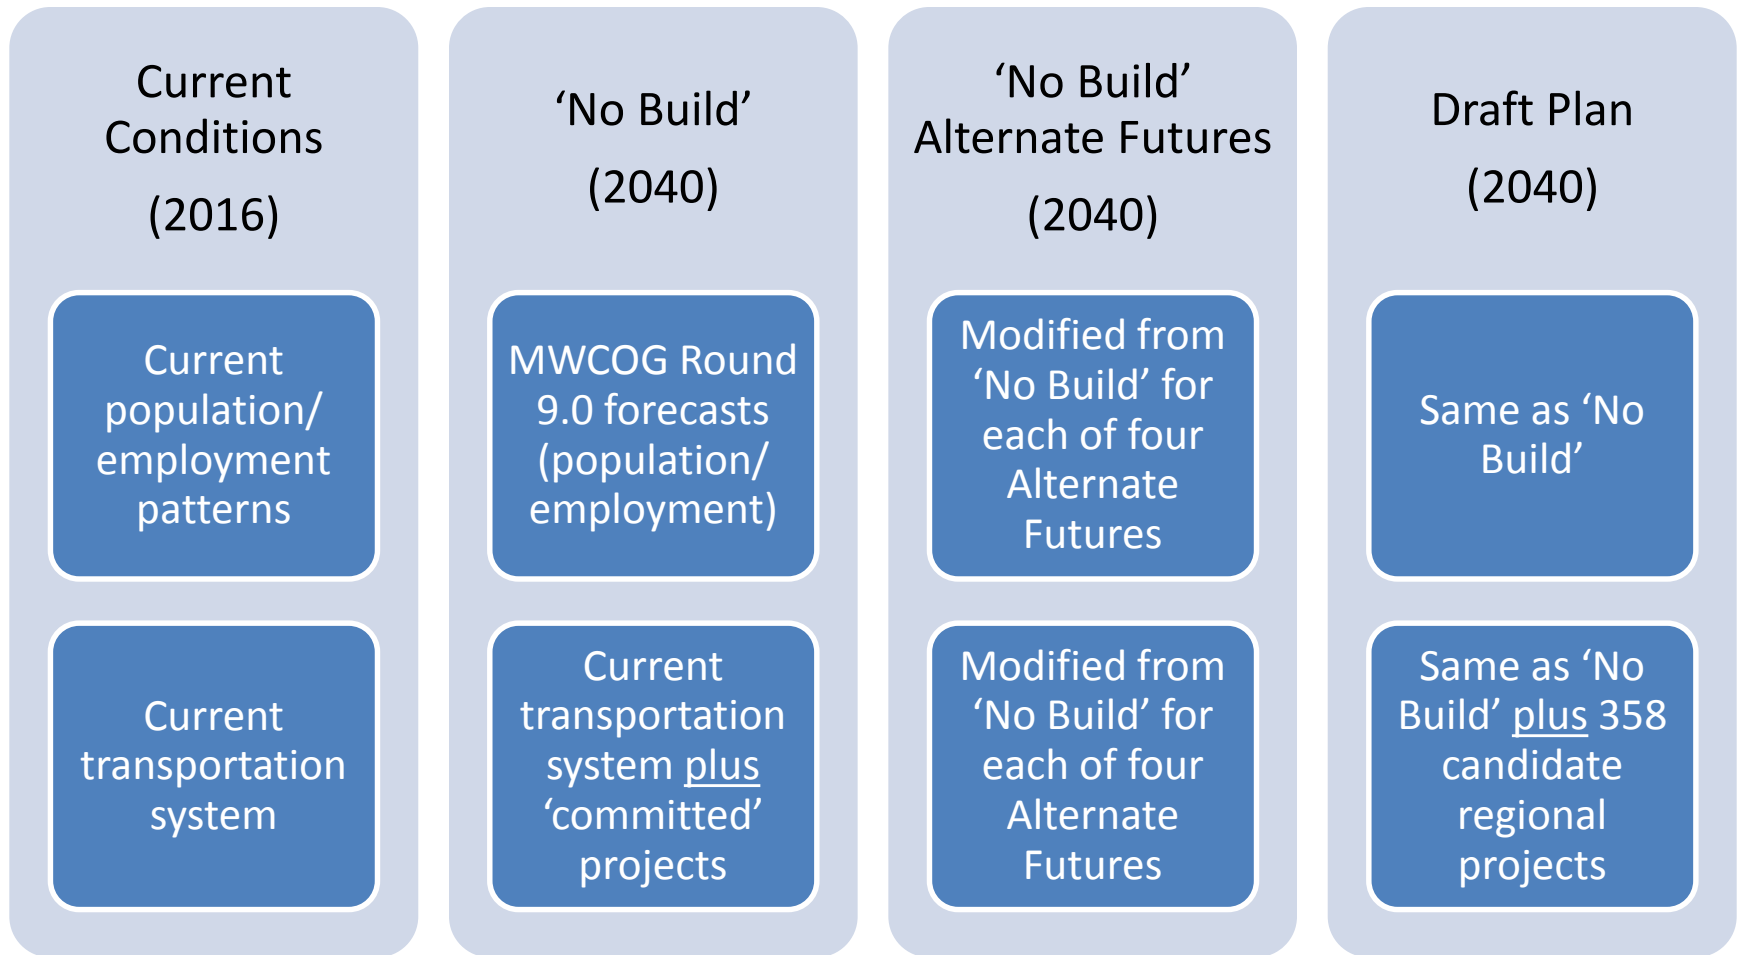 Current
Conditions
(2016)
Current
population/
employment
patterns
Current
transportation
system
‘No Build’
(2040)
MWCOG Round
9.0 forecasts
(population/
employment)
Current
transportation
system plus
‘committed’
projects
‘No Build’
Alternate Futures
(2040)
Modified from
‘No Build’ for
each of four
Alternate
Futures
Modified from
‘No Build’ for
each of four
Alternate
Futures
Draft Plan
(2040)
Same as ‘No
Build’
Same as ‘No
Build’ plus 358
candidate
regional
projects